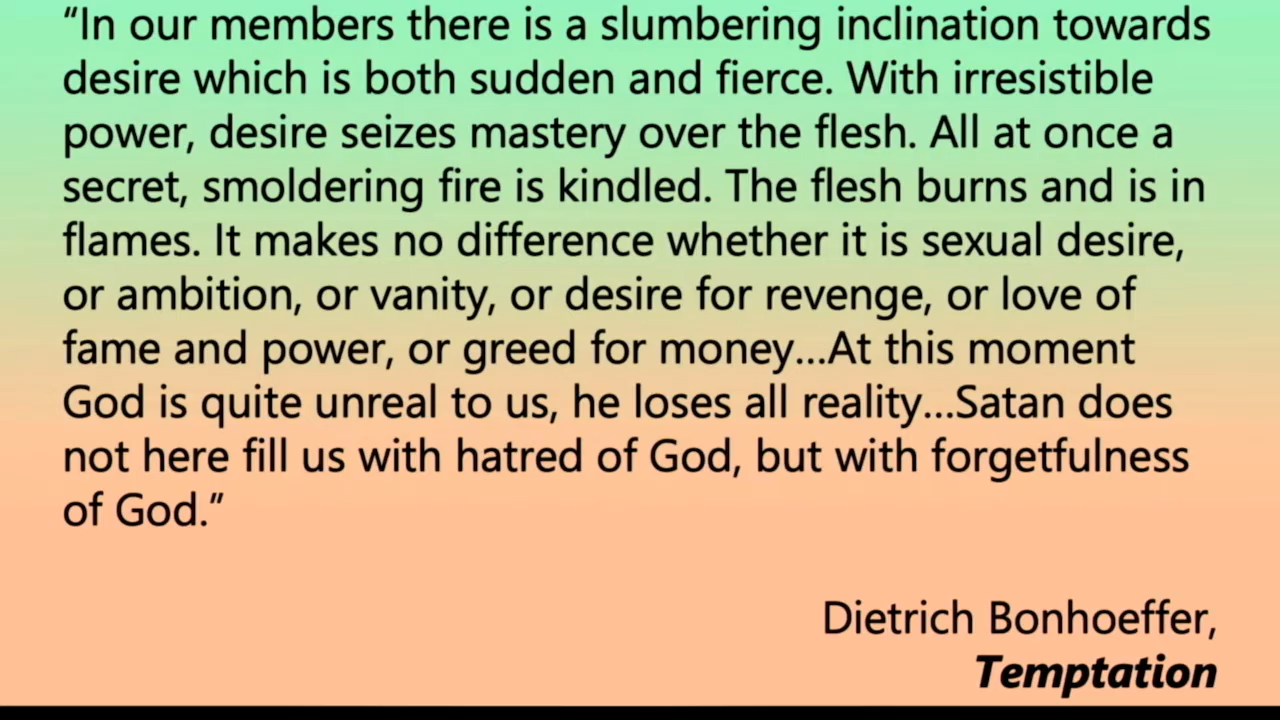 “In our members there is a slumbering inclination towards
desire which is both sudden and fierce. With irresistible
power, desire seizes mastery over the flesh. All at once a
secret, smoldering fire is kindled. The flesh burns and is in
flames. It makes no difference whether it is sexual desire,
or ambition, or vanity, or desire for revenge, or love of
fame and power, or greed for money...At this moment
God is quite unreal to us, he loses all reality...Satan does
not here fill us with hatred of God, but with forgetfulness
of God.”
Dietrich Bonhoeffer,
Temptation